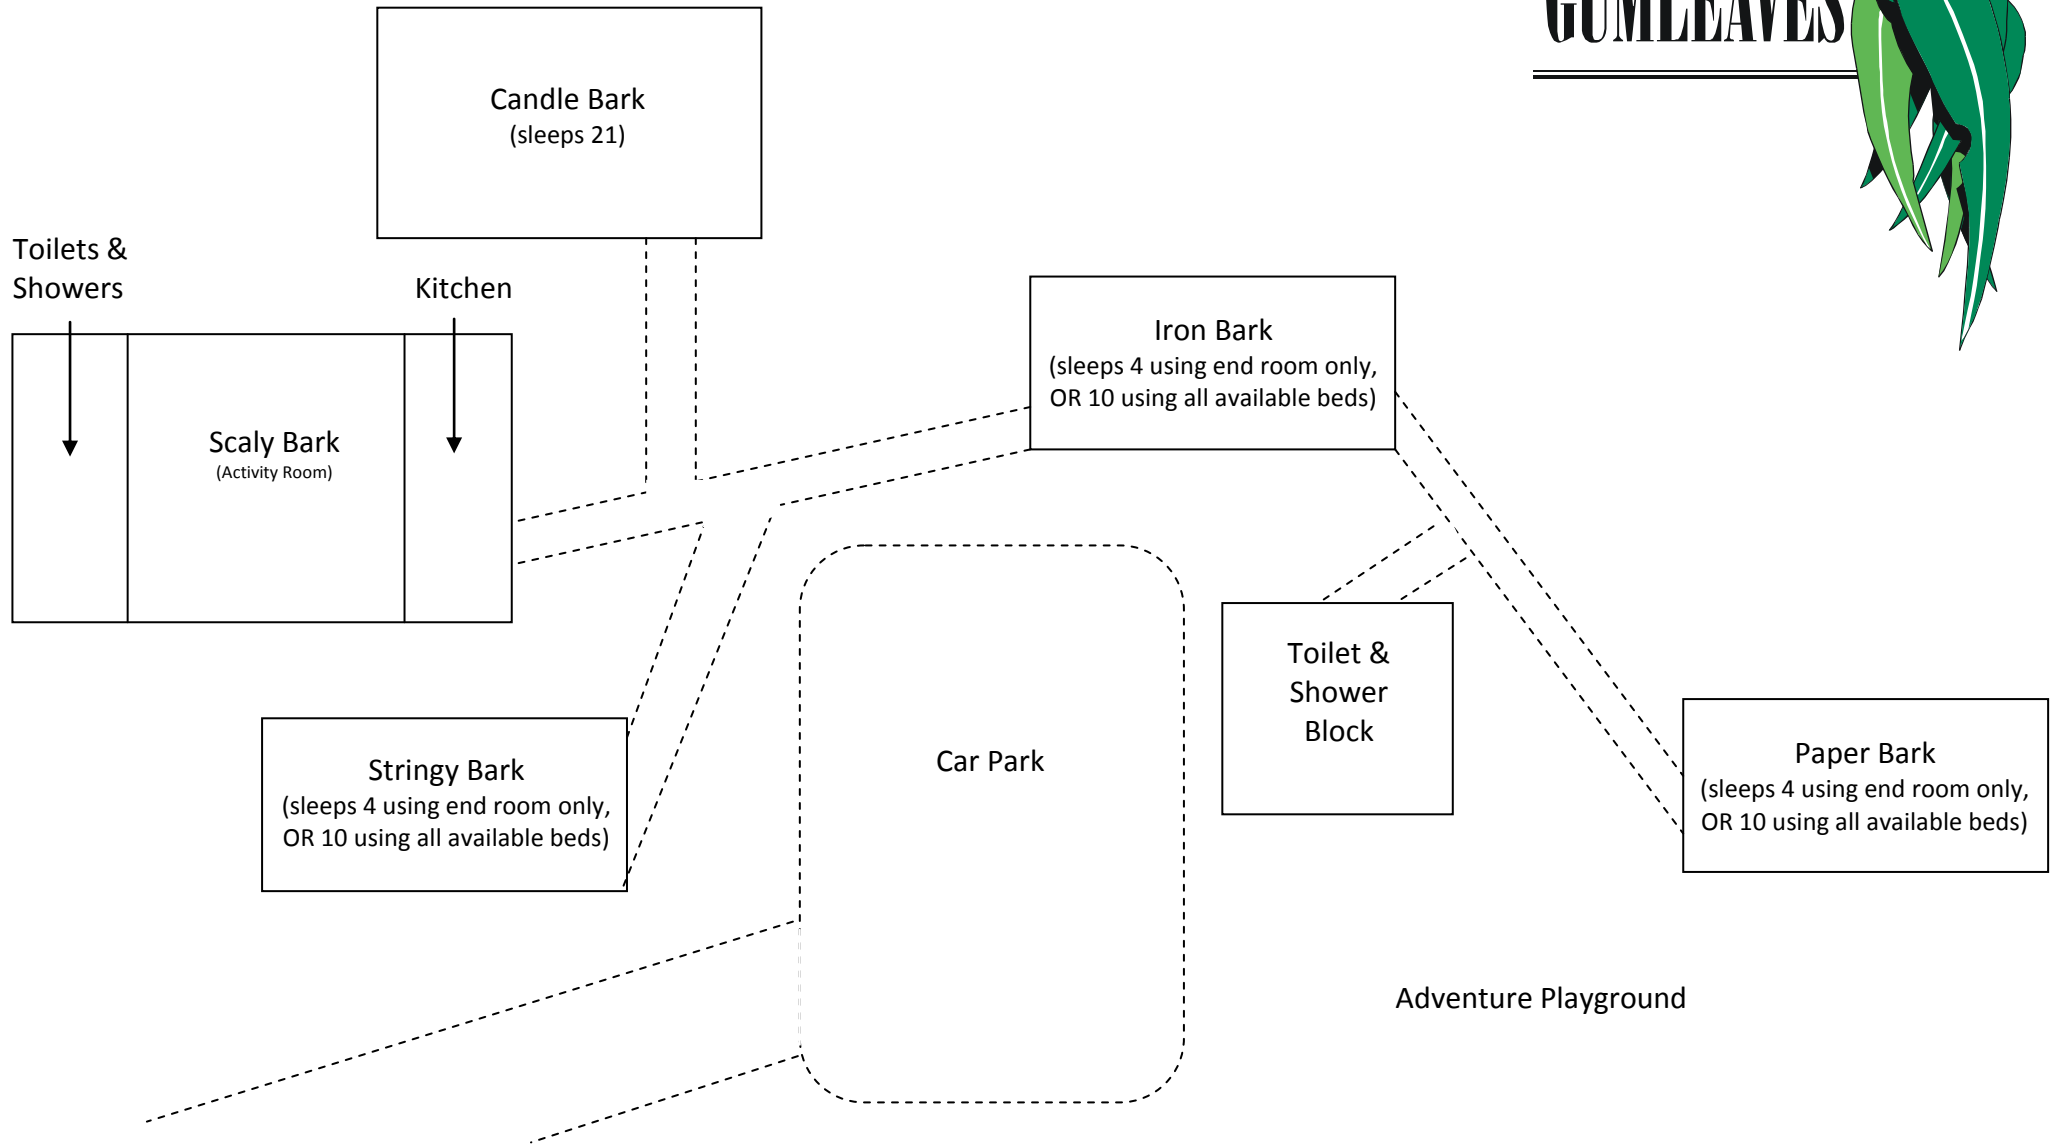 GUMLEAVES
Candle Bark
(sleeps 21)
Toilets &
Showers
Kitchen
Iron Bark
(sleeps 4 using end room only,
OR 10 using all available beds)
Scaly Bark
(Activity Room)
Toilet &
Shower
Block
Stringy Bark
(sleeps 4 using end room only,
OR 10 using all available beds)
Car Park
Paper Bark
(sleeps 4 using end room only,
OR 10 using all available beds)
Adventure Playground